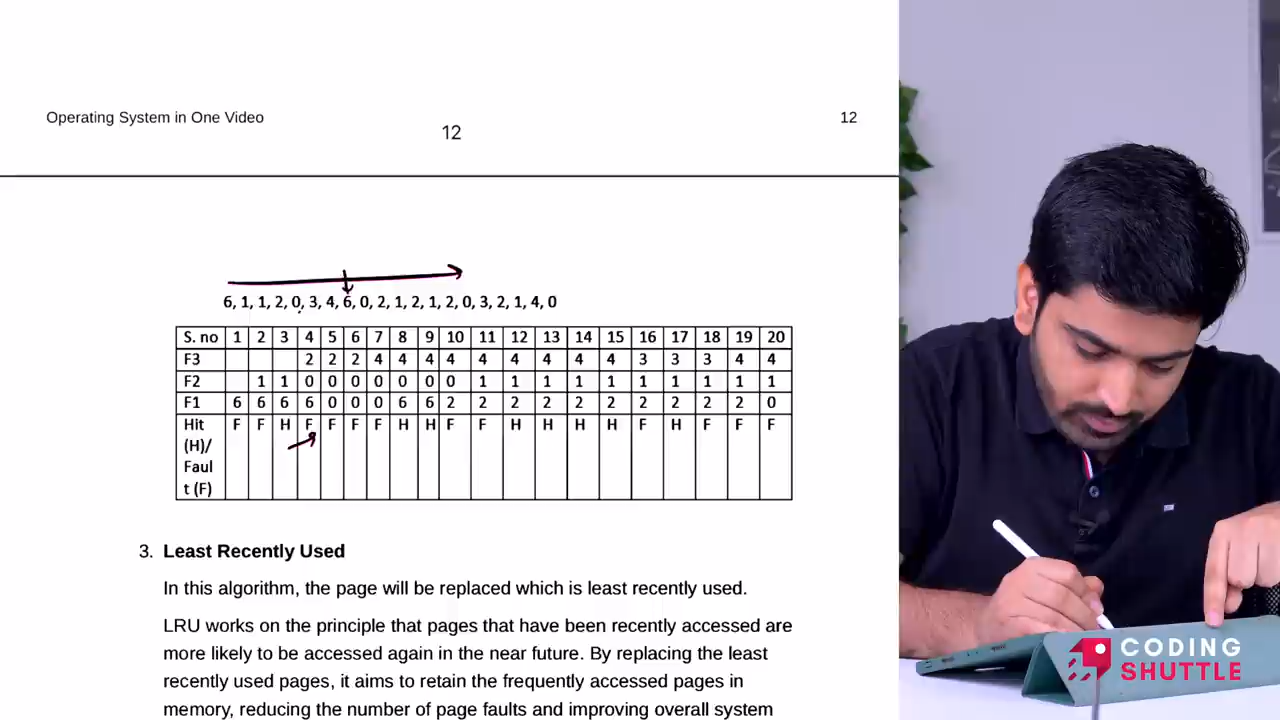 Operating System in One Video
12
12
6, 1, 1, 2, 0, 3, 4, 6, 0, 2, 1, 2, 1, 2, 0, 3, 2, 1, 4, 0
S. no 1 2 3 4 5 6 7 8 9 10 11 12 13 14 15 16 17 18 19 20
F3 2 2 2 4 4 4 4 4 4 4 4 4 3 3 3 4 4
F2 1 1 0 0 0 0 0 0 0 1 1 1 1 1 1 1 1 1 1
F1 6 6 6 6 0 0 0 6 6 2 2 2 2 2 2 2 2 2 2 0
Hit F F H F F F F H H F F H H H H F H F F F
(H)/
Faul
t (F)
3. Least Recently Used
In this algorithm, the page will be replaced which is least recently used.
LRU works on the principle that pages that have been recently accessed are
more likely to be accessed again in the near future. By replacing the least
recently used pages, it aims to retain the frequently accessed pages in
memory, reducing the number of page faults and improving overall system
CODING
SHUTTLE